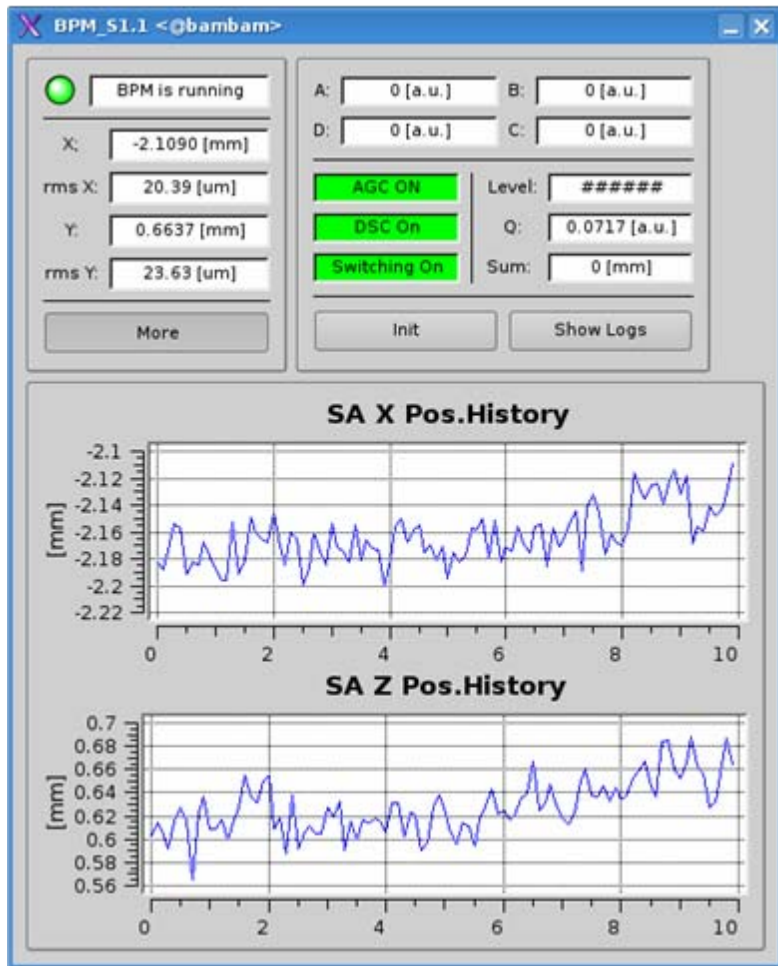 BPM_S1.1 <@bambam>
BPM is running
X: -2.1090 [mm]
rms X: 20.39 [um]
Y: 0.6637 [mm]
rms Y: 23.63 [um]
More
A: 0 [a.u.] B: 0 [a.u.]
D: 0 [a.u.] C: 0 [a.u.]
AGC ON Level: ######
DSC On Q: 0.0717 [a.u.]
Switching On Sum: 0 [mm]
Init Show Logs
SA X Pos.History
[mm]
-2.1
-2.12
-2.14
-2.16
-2.18
-2.2
-2.22
0 2 4 6 8 10
SA Z Pos.History
[mm]
0.7
0.68
0.66
0.64
0.62
0.6
0.58
0.56
0 2 4 6 8 10